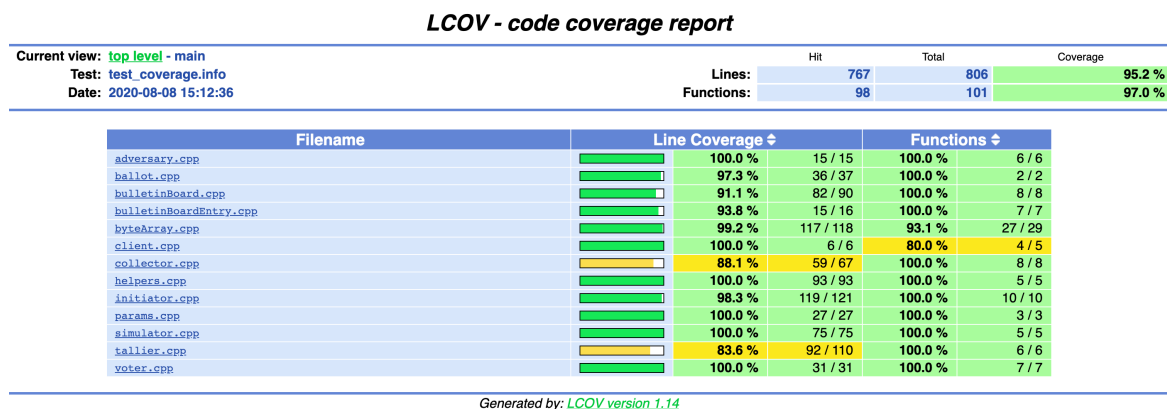 LCOV - code coverage report
Current view: top level - main
Hit Total Coverage
Test: test_coverage.info
Lines: 767 806 95.2 %
Date: 2020-08-08 15:12:36
Functions: 98 101 97.0 %
Filename Line Coverage Functions
adversary.cpp 100.0 % 15 / 15 100.0 % 6 / 6
ballot.cpp 97.3 % 36 / 37 100.0 % 2 / 2
bulletinBoard.cpp 91.1 % 82 / 90 100.0 % 8 / 8
bulletinBoardEntry.cpp 93.8 % 15 / 16 100.0 % 7 / 7
byteArray.cpp 99.2 % 117 / 118 93.1 % 27 / 29
client.cpp 100.0 % 6 / 6 80.0 % 4 / 5
collector.cpp 88.1 % 59 / 67 100.0 % 8 / 8
helpers.cpp 100.0 % 93 / 93 100.0 % 5 / 5
initiator.cpp 98.3 % 119 / 121 100.0 % 10 / 10
params.cpp 100.0 % 27 / 27 100.0 % 3 / 3
simulator.cpp 100.0 % 75 / 75 100.0 % 5 / 5
tallier.cpp 83.6 % 92 / 110 100.0 % 6 / 6
voter.cpp 100.0 % 31 / 31 100.0 % 7 / 7
Generated by: LCOV version 1.14